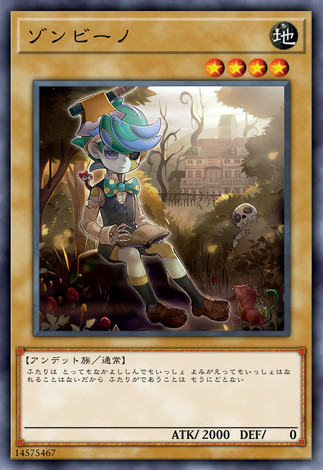 ゾンビーノ
地
【アンデット族／通常】
ふたりは とってもなかよししんでもいっしょ よみがえってもいっしょはな
れることはないだから ふたりがであうことは もうにどとない
ATK/ 2000 DEF/ 0
14575467